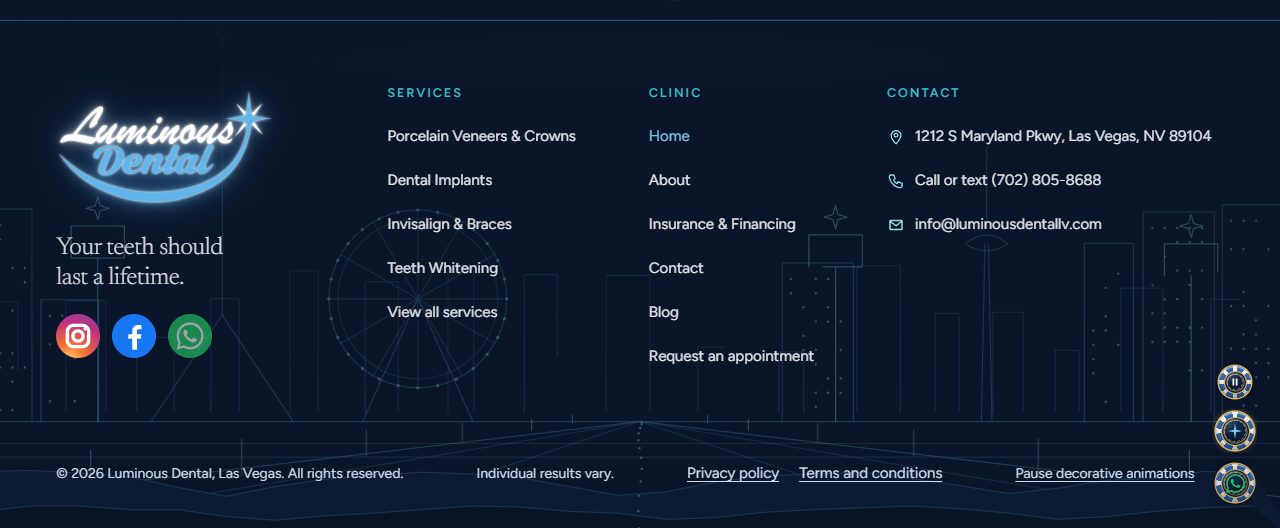 Luminous
Dental
Your teeth should
last a lifetime.
SERVICES
Porcelain Veneers & Crowns
Dental Implants
Invisalign & Braces
Teeth Whitening
View all services
CLINIC
Home
About
Insurance & Financing
Contact
Blog
Request an appointment
CONTACT
1212 S Maryland Pkwy, Las Vegas, NV 89104
Call or text (702) 805-8688
info@luminousdentallv.com
© 2026 Luminous Dental, Las Vegas. All rights reserved.
Individual results vary.
Privacy policy
Terms and conditions
Pause decorative animations